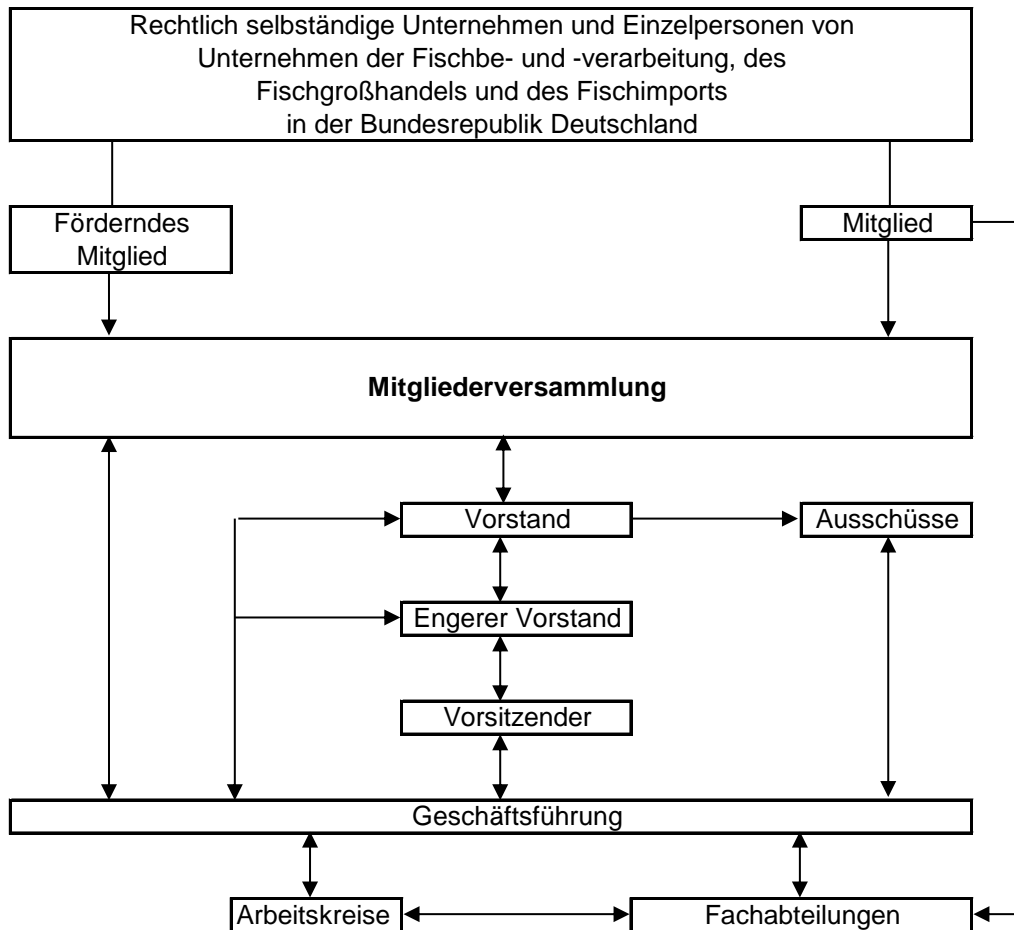 Rechtlich selbständige Unternehmen und Einzelpersonen von
Unternehmen der Fischbe- und -verarbeitung, des
Fischgroßhandels und des Fischimports
in der Bundesrepublik Deutschland
Förderndes
Mitglied
Mitglied
Mitgliederversammlung
Vorstand
Ausschüsse
Engerer Vorstand
Vorsitzender
Geschäftsführung
Arbeitskreise
Fachabteilungen